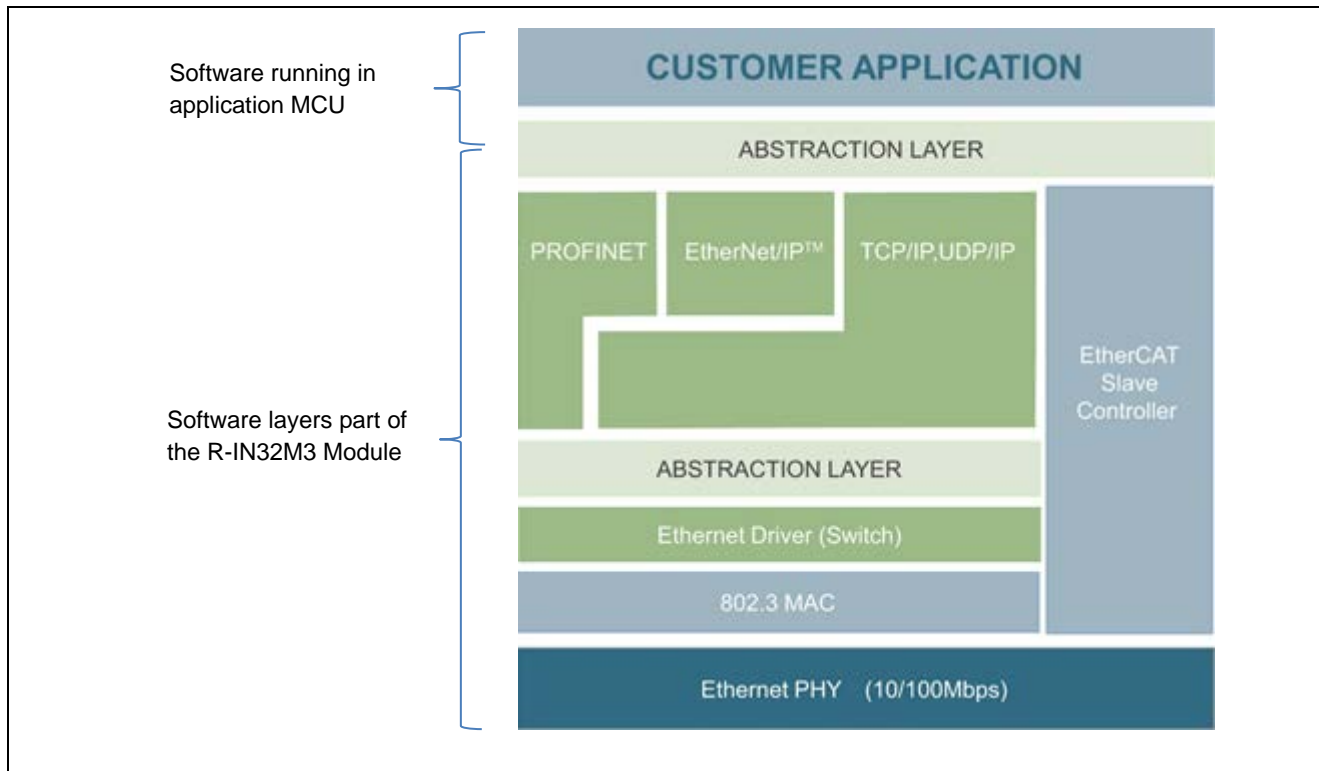 Software running in
application MCU
CUSTOMER APPLICATION
ABSTRACTION LAYER
PROFINET
EtherNet/IP™
TCP/IP,UDP/IP
EtherCAT
Slave
Controller
Software layers part of
the R-IN32M3 Module
ABSTRACTION LAYER
Ethernet Driver (Switch)
802.3 MAC
Ethernet PHY (10/100Mbps)